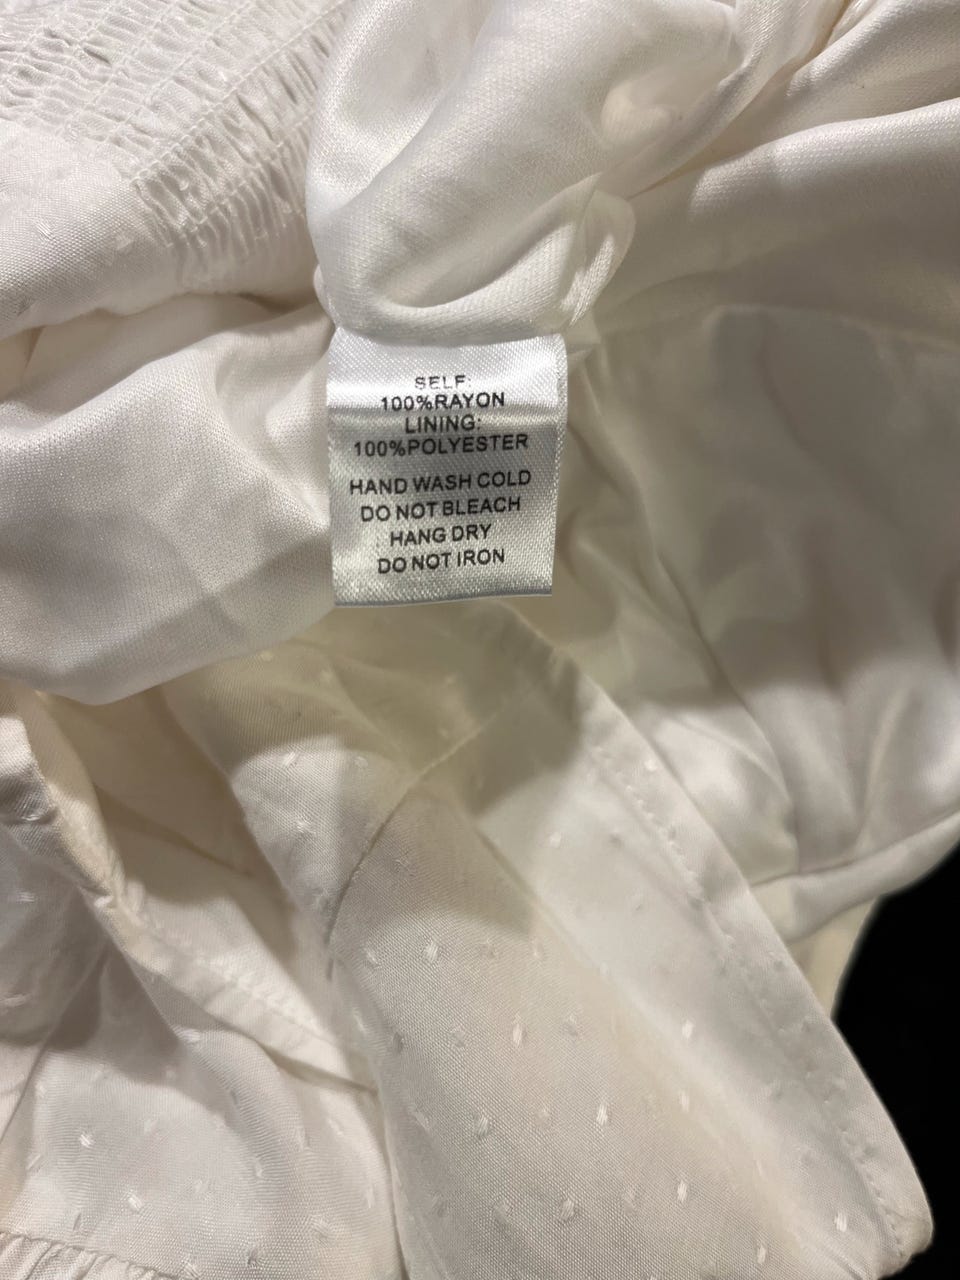 SELF:
100%RAYON
LINING:
100%POLYESTER
HAND WASH COLD
DO NOT BLEACH
HANG DRY
DO NOT IRON